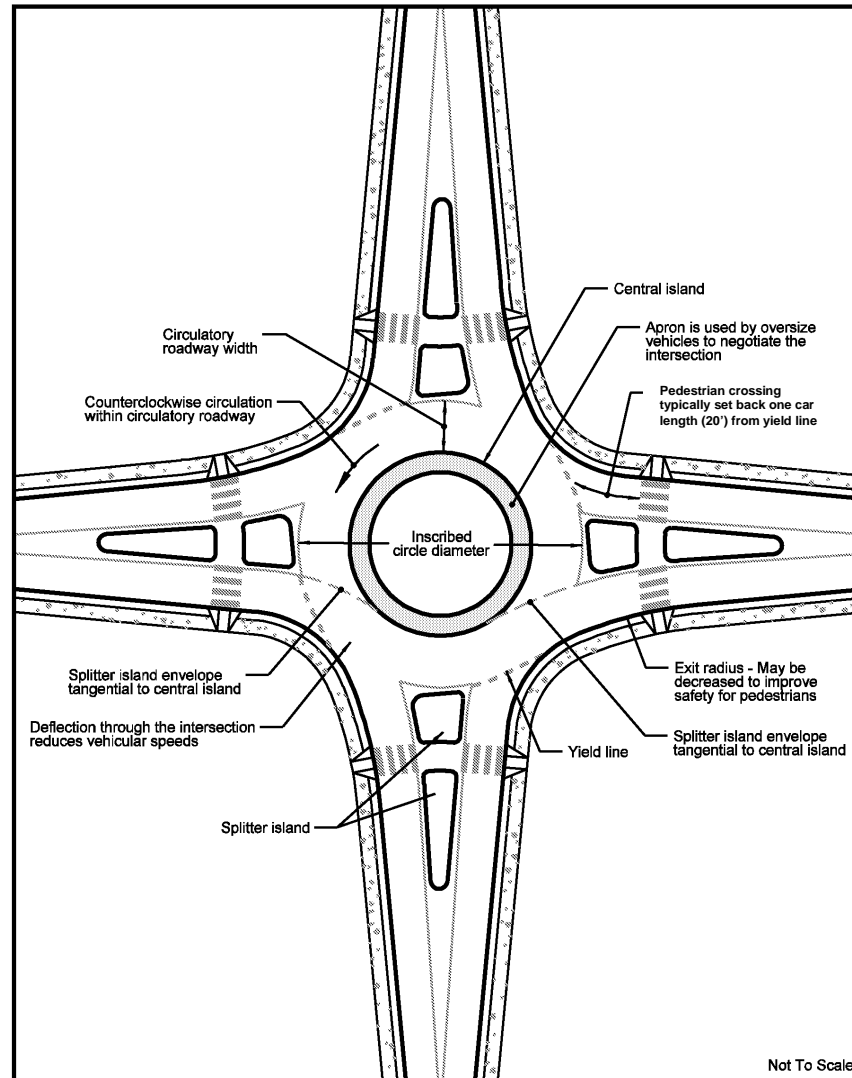 Central island
Circulatory
roadway width
Apron is used by oversize
vehicles to negotiate the
intersection
Counterclockwise circulation
within circulatory roadway
Pedestrian crossing
typically set back one car
length (20') from yield line
Inscribed
circle diameter
Splitter island envelope
tangential to central island
Exit radius - May be
decreased to improve
safety for pedestrians
Deflection through the intersection
reduces vehicular speeds
Yield line
Splitter island envelope
tangential to central island
Splitter island
Not To Scale